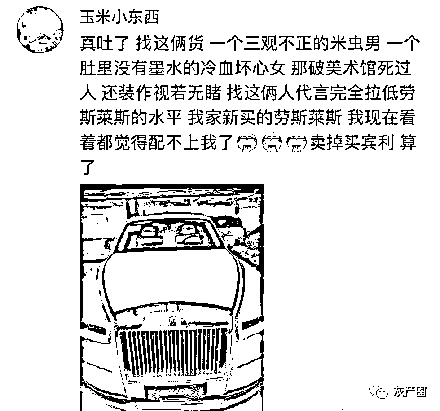 玉米小东西
真吐了 找这俩货 一个三观不正的米虫男 一个
肚里没有墨水的冷血坏心女 那破美术馆死过
人 还装作视若无睹 找这俩人代言完全拉低劳
斯莱斯的水平 我家新买的劳斯莱斯 我现在看
着都觉得配不上我了 卖掉买宾利 算
了
灰产圈